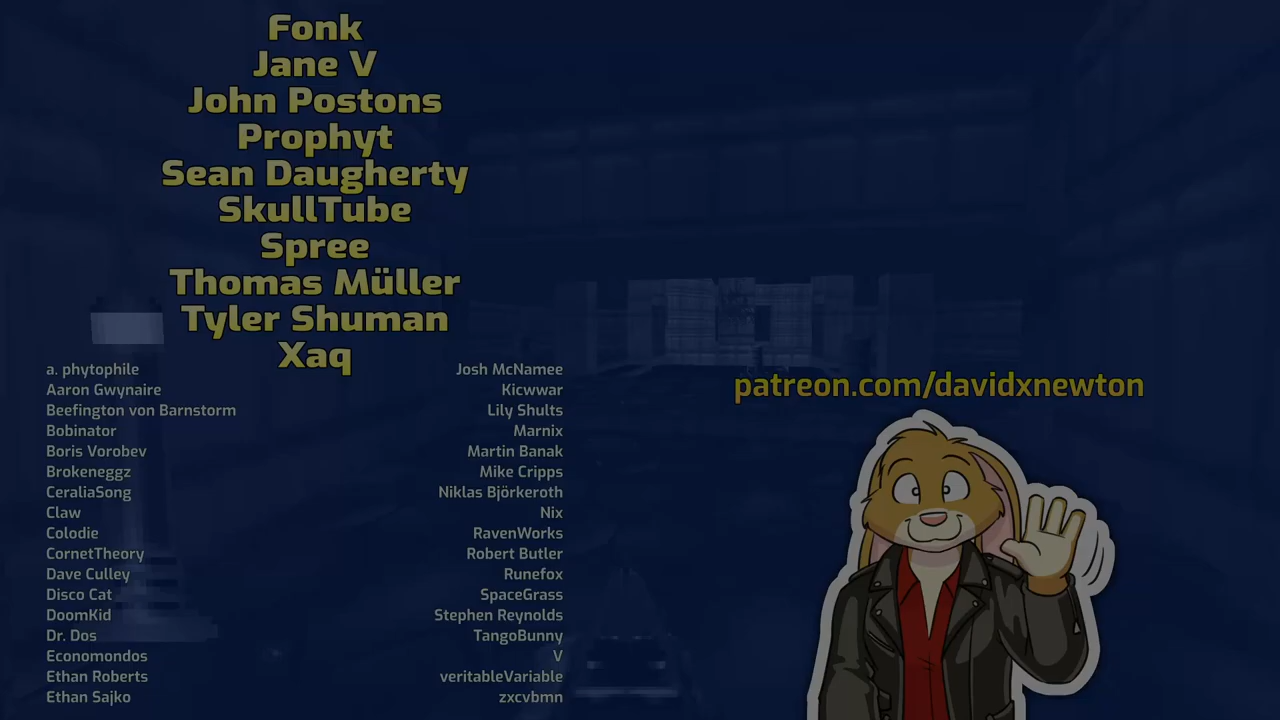 Fonk
Jane V
John Postons
Prophyt
Sean Daugherty
SkullTube
Spree
Thomas Müller
Tyler Shuman
Xaq
a. phytophile
Aaron Gwynaire
Beefington von Barnstorm
Bobinator
Boris Vorobev
Brokeneggz
CeraliaSong
Claw
Colodie
CornetTheory
Dave Culley
Disco Cat
DoomKid
Dr. Dos
Economondos
Ethan Roberts
Ethan Sajko
Josh McNamee
Kicwwar
Lily Shults
Marnix
Martin Banak
Mike Cripps
Niklas Björkeroth
Nix
RavenWorks
Robert Butler
Runefox
SpaceGrass
Stephen Reynolds
TangoBunny
V
veritableVariable
zxcvbmn
patreon.com/davidxnewton